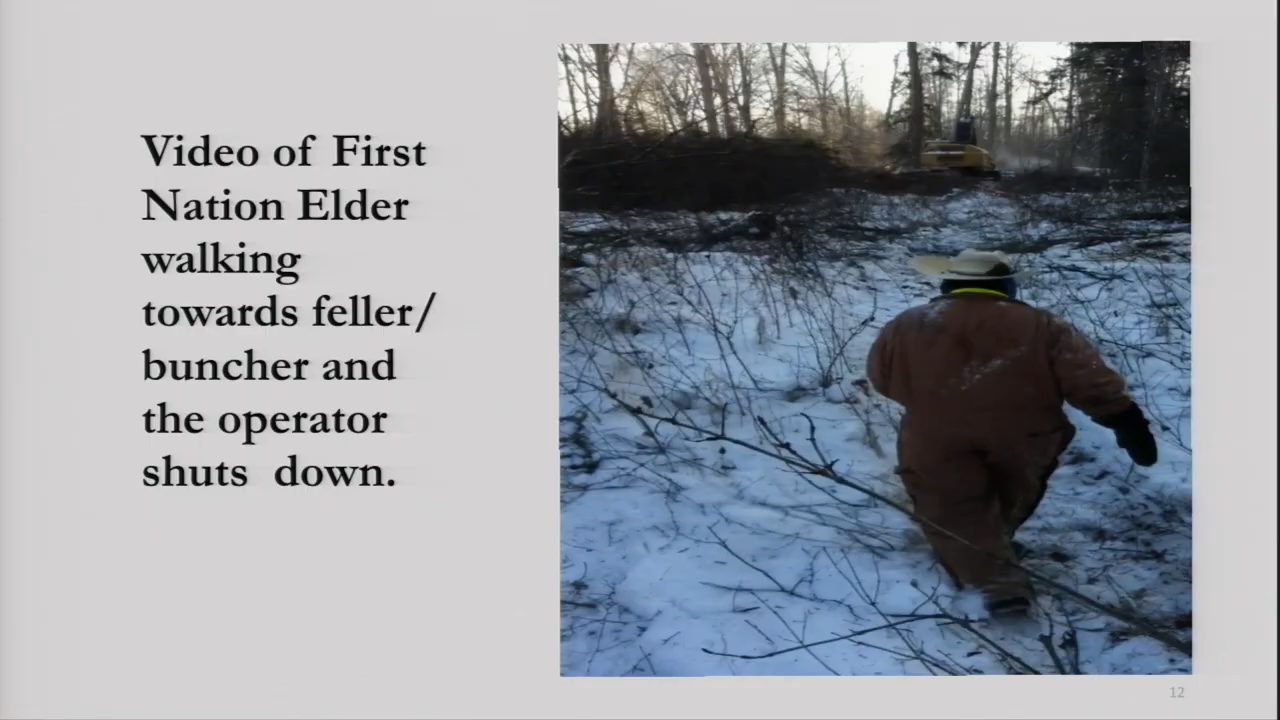 Video of First
Nation Elder
walking
towards feller/
buncher and
the operator
shuts down.
12